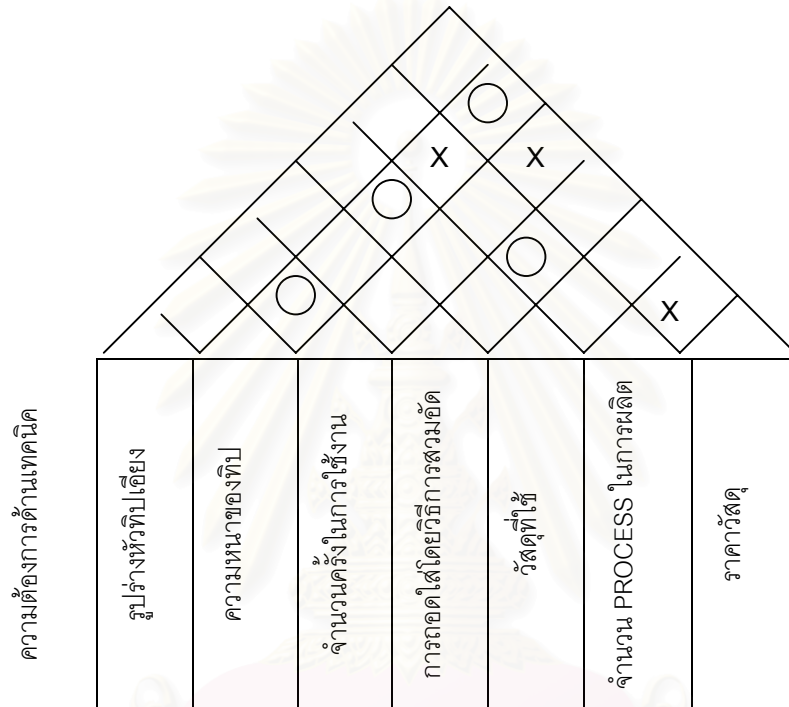 X
X
X
ความต้องการด้านเทคนิค
รูปร่างหัวทิปเอียง
ความหนาของทิป
จำนวนครั้งในการใช้งาน
การถอดใส่โดยวิธีการสวมอัด
วัสดุที่ใช้
จำนวน PROCESS ในการผลิต
ราคาวัสดุ